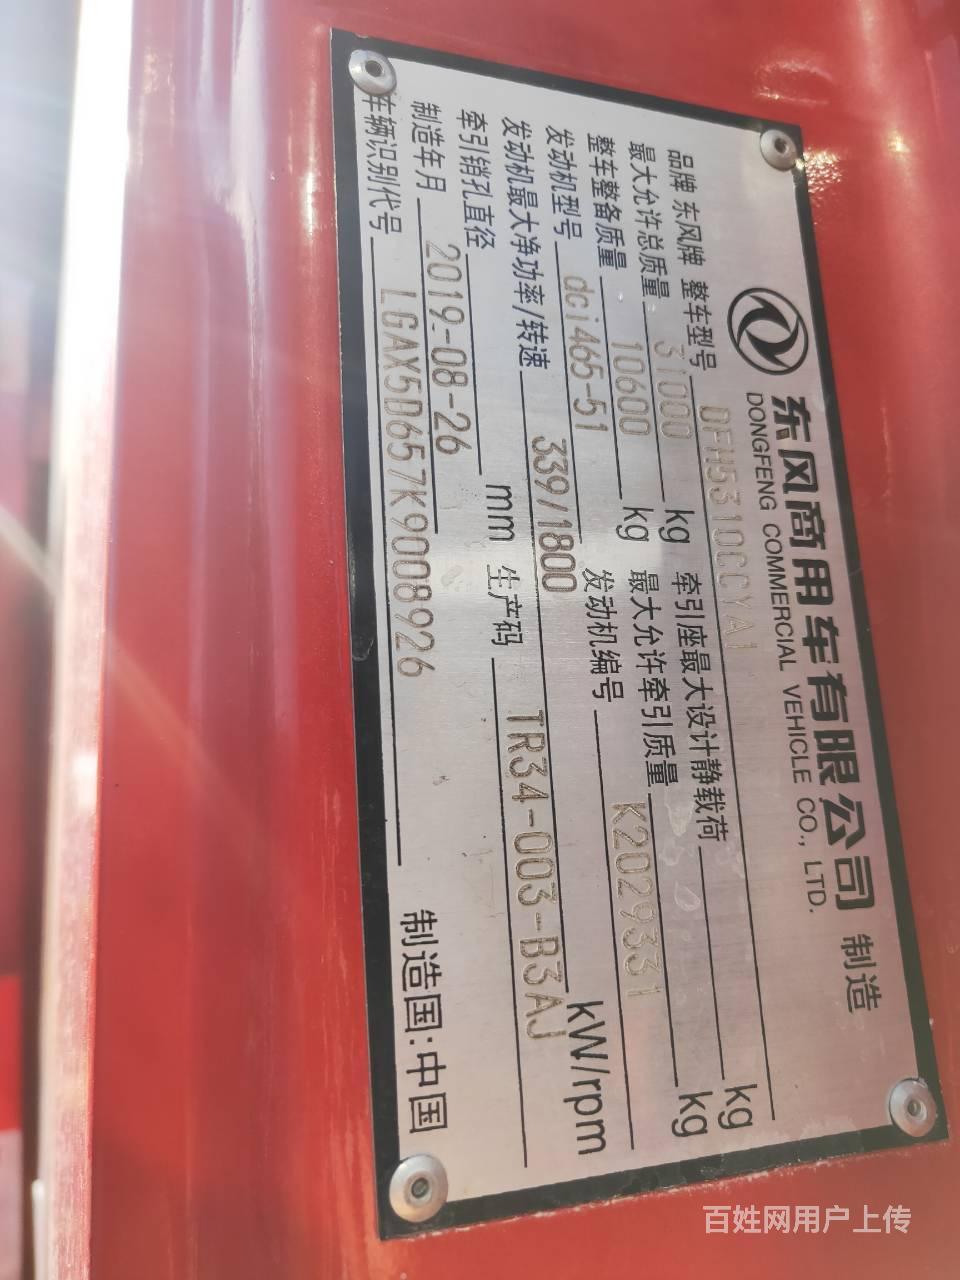 东风商用车有限公司 制造
DONGFENG COMMERCIAL VEHICLE CO., LTD.
品牌 东风牌 整车型号 DFH5310CCYA1
最大允许总质量 31000 kg 牵引座最大设计静载荷 kg
整车整备质量 10600 kg 最大允许牵引质量 kg
发动机型号 dCi465-51 发动机编号 K2029331
发动机最大净功率/转速 339/1800 kW/rpm
牵引销孔直径 mm 生产码 TR34-003-B3AJ
制造年月 2019-08-26
车辆识别代号 LGAX5D657K9008926 制造国:中国
百姓网用户上传